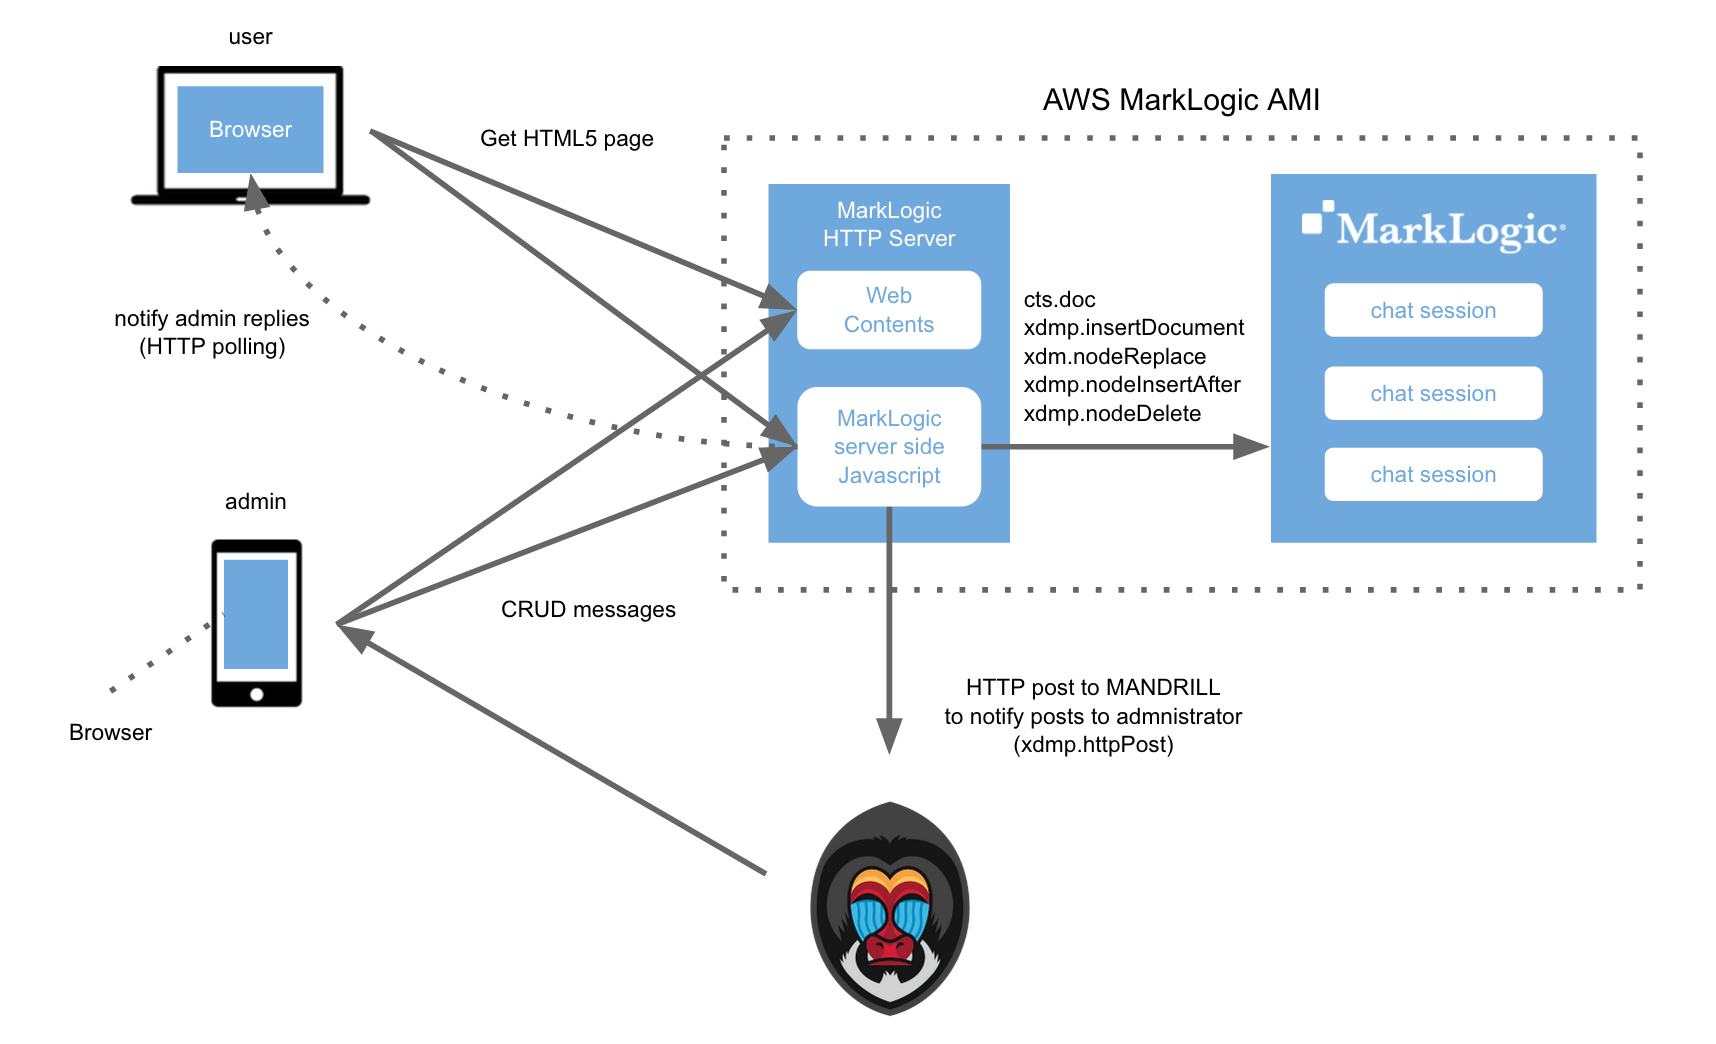 user
Browser
Get HTML5 page
AWS MarkLogic AMI
MarkLogic
HTTP Server
Web
Contents
MarkLogic
server side
Javascript
cts.doc
xdmp.insertDocument
xdm.nodeReplace
xdmp.nodeInsertAfter
xdmp.nodeDelete
MarkLogic®
chat session
chat session
chat session
notify admin replies
(HTTP polling)
admin
Browser
CRUD messages
HTTP post to MANDRILL
to notify posts to admnistrator
(xdmp.httpPost)